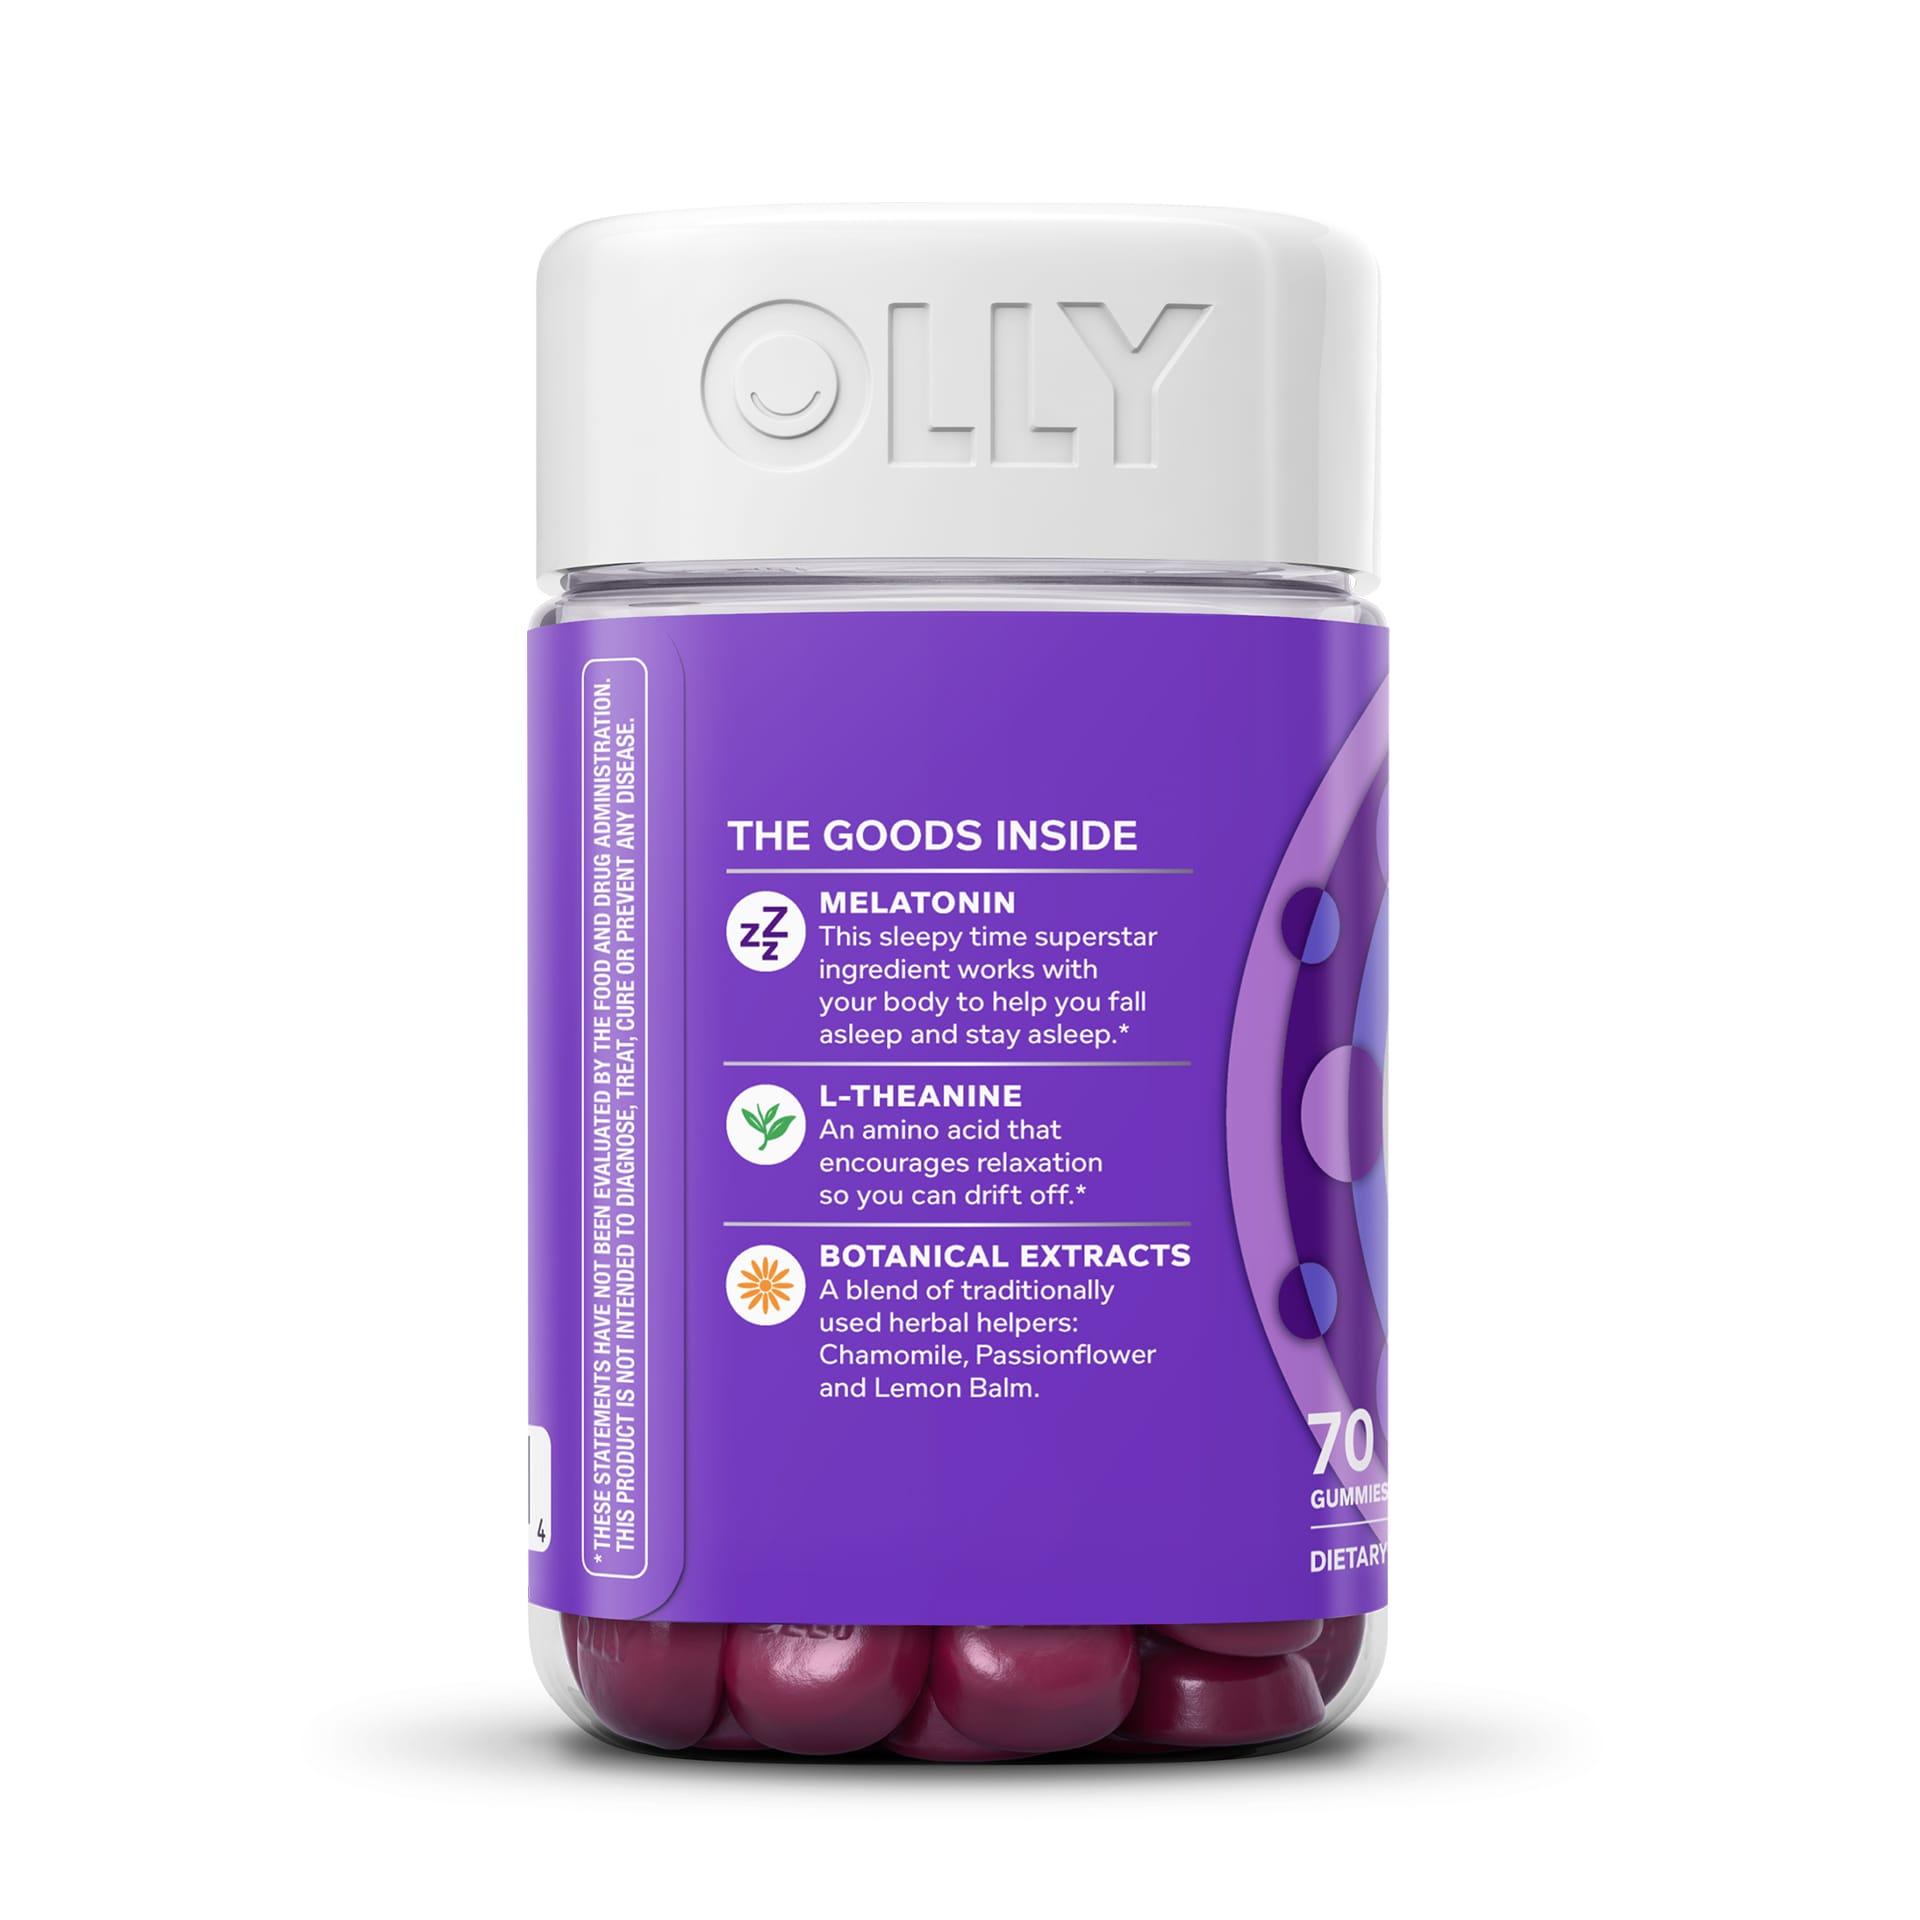 OLLY
* THESE STATEMENTS HAVE NOT BEEN EVALUATED BY THE FOOD AND DRUG ADMINISTRATION.
THIS PRODUCT IS NOT INTENDED TO DIAGNOSE, TREAT, CURE OR PREVENT ANY DISEASE.
THE GOODS INSIDE
zZz
MELATONIN
This sleepy time superstar
ingredient works with
your body to help you fall
asleep and stay asleep.*
L-THEANINE
An amino acid that
encourages relaxation
so you can drift off.*
BOTANICAL EXTRACTS
A blend of traditionally
used herbal helpers:
Chamomile, Passionflower
and Lemon Balm.
70
GUMMIES
DIETARY
4